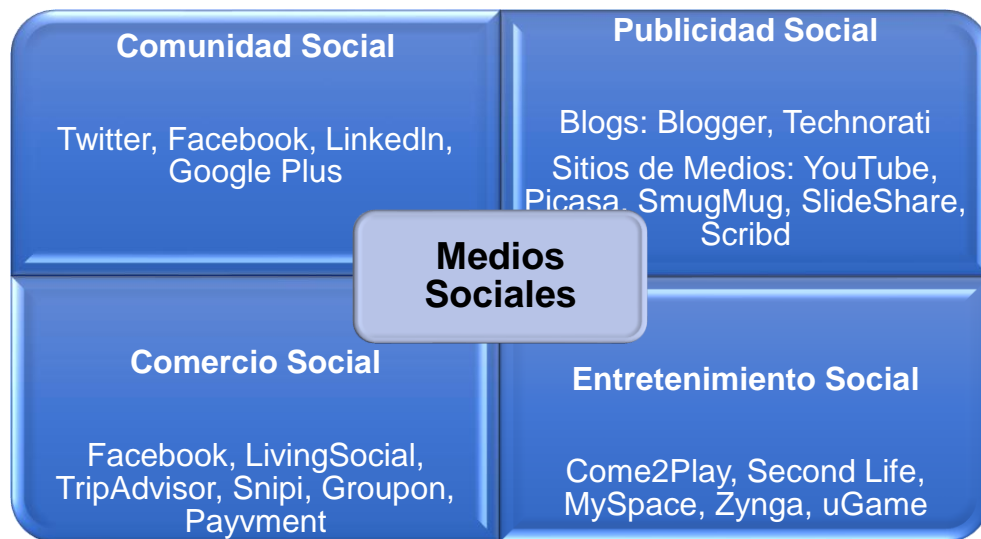 Comunidad Social
Twitter, Facebook, LinkedIn,
Google Plus
Publicidad Social
Blogs: Blogger, Technorati
Sitios de Medios: YouTube,
Picasa, SmugMug, SlideShare,
Scribd
Medios
Sociales
Comercio Social
Facebook, LivingSocial,
TripAdvisor, Snipi, Groupon,
Payvment
Entretenimiento Social
Come2Play, Second Life,
MySpace, Zynga, uGame